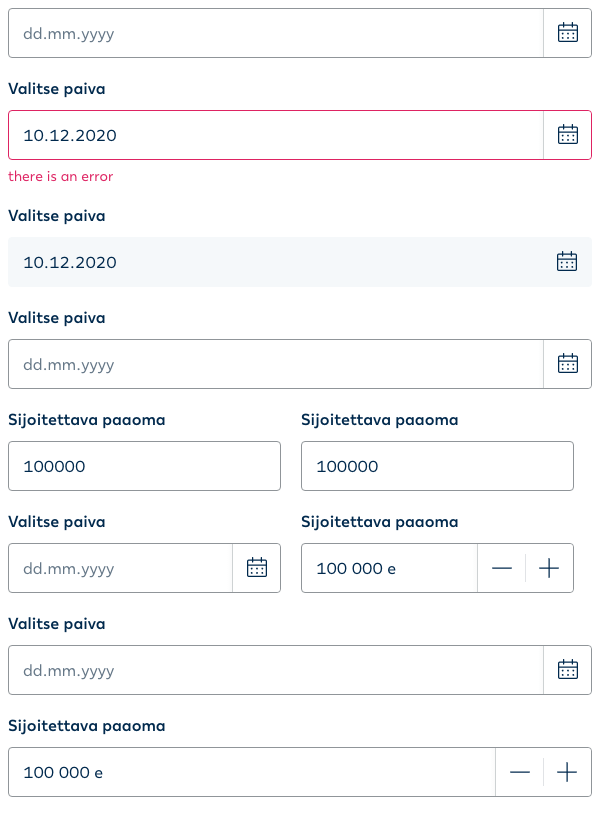 dd.mm.yyyy
Valitse paiva
10.12.2020
there is an error
Valitse paiva
10.12.2020
Valitse paiva
dd.mm.yyyy
Sijoitettava paaoma Sijoitettava paaoma
100000 100000
Valitse paiva Sijoitettava paaoma
dd.mm.yyyy 100 000 e
Valitse paiva
dd.mm.yyyy
Sijoitettava paaoma
100 000 e